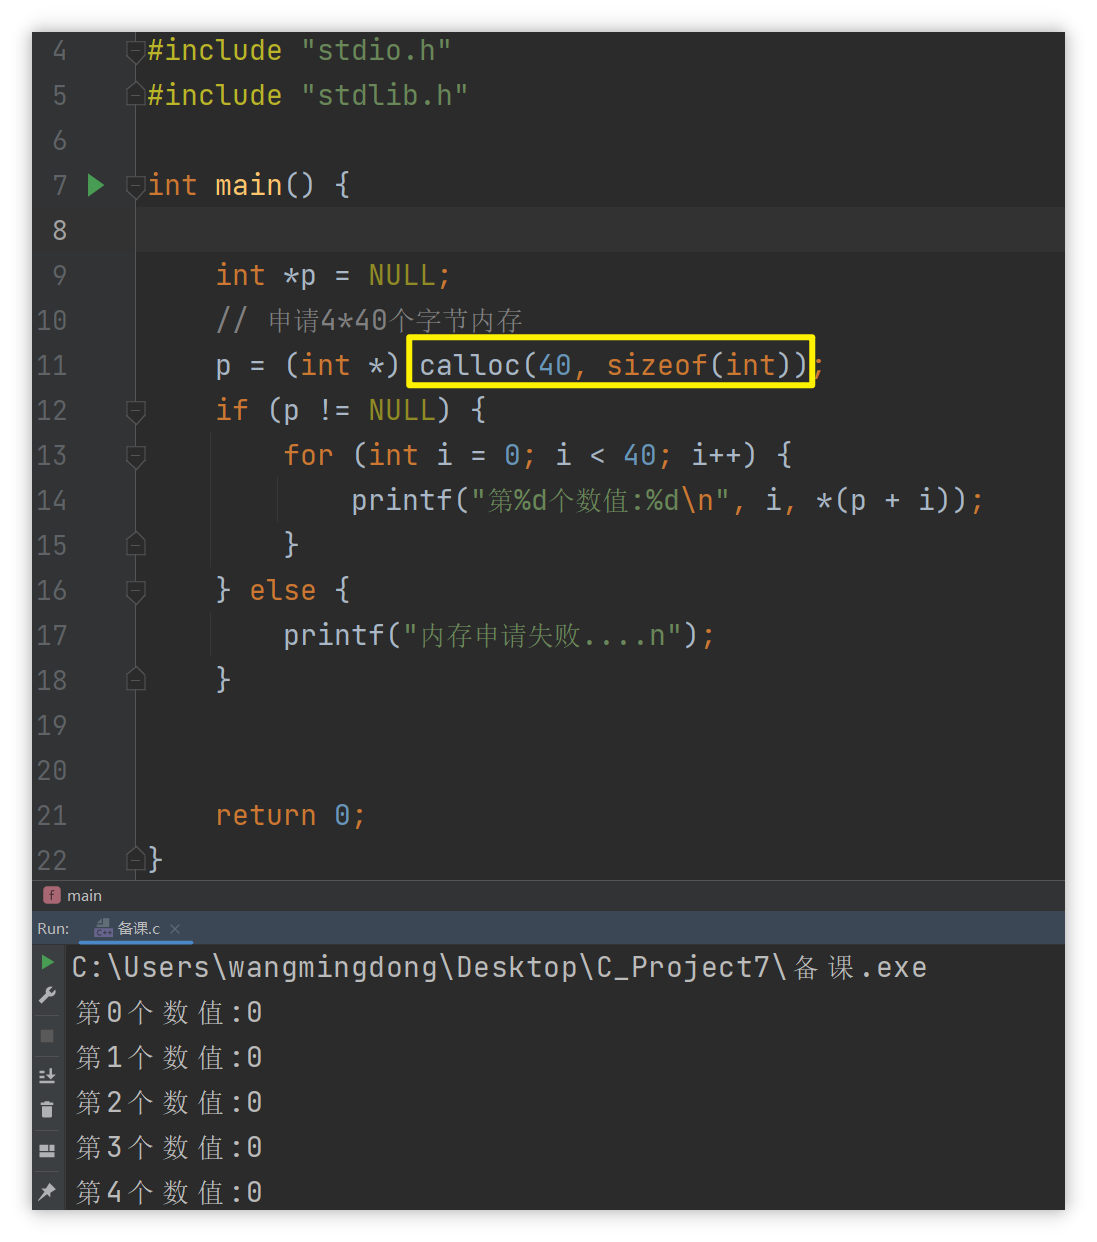 4 #include "stdio.h"
5 #include "stdlib.h"
6
7 int main() {
8
9 int *p = NULL;
10 // 申请4*40个字节内存
11 p = (int *) calloc(40, sizeof(int));
12 if (p != NULL) {
13 for (int i = 0; i < 40; i++) {
14 printf("第%d个数值:%d\n", i, *(p + i));
15 }
16 } else {
17 printf("内存申请失败....n");
18 }
19
20
21 return 0;
22 }
f main
Run: 备课.c ×
C:\Users\wangmingdong\Desktop\C_Project7\备课.exe
第0个数值:0
第1个数值:0
第2个数值:0
第3个数值:0
第4个数值:0